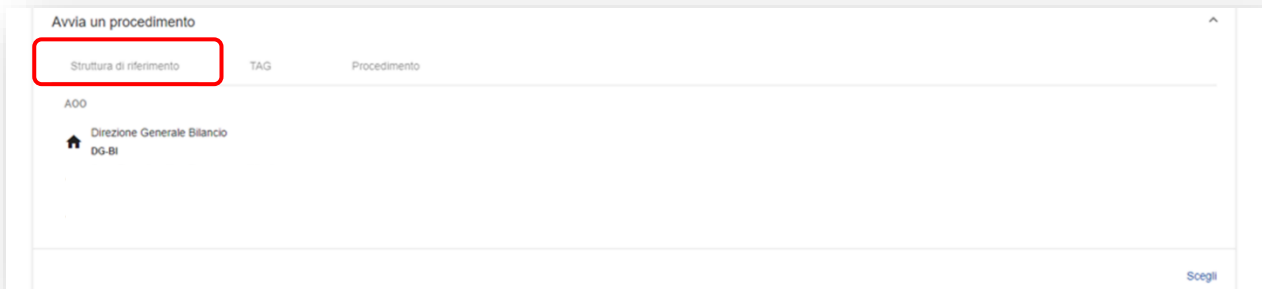 Avvia un procedimento
Struttura di riferimento TAG Procedimento
AOO
Direzione Generale Bilancio
DG-BI
Scegli